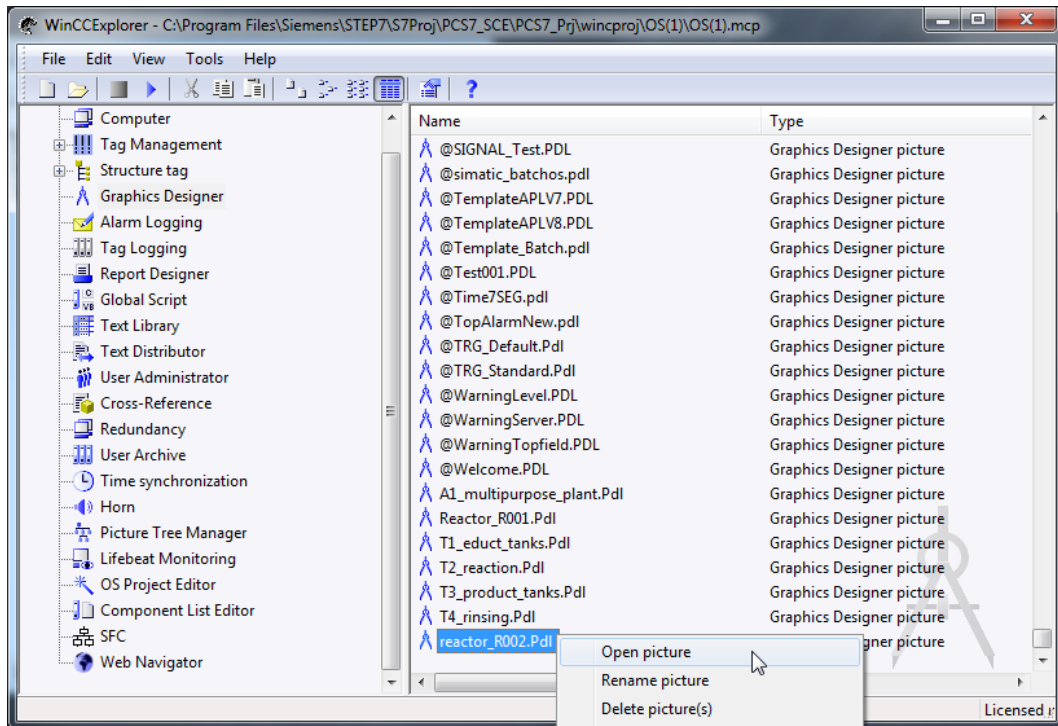 WinCCExplorer - C:\Program Files\Siemens\STEP7\S7Proj\PCS7_SCE\PCS7_Prj\wincproj\OS(1)\OS(1).mcp
File Edit View Tools Help
Computer
Tag Management
Structure tag
Graphics Designer
Alarm Logging
Tag Logging
Report Designer
Global Script
Text Library
Text Distributor
User Administrator
Cross-Reference
Redundancy
User Archive
Time synchronization
Horn
Picture Tree Manager
Lifebeat Monitoring
OS Project Editor
Component List Editor
SFC
Web Navigator
Name Type
@SIGNAL_Test.PDL Graphics Designer picture
@simatic_batchos.pdl Graphics Designer picture
@TemplateAPLV7.PDL Graphics Designer picture
@TemplateAPLV8.PDL Graphics Designer picture
@Template_Batch.pdl Graphics Designer picture
@Test001.PDL Graphics Designer picture
@Time7SEG.pdl Graphics Designer picture
@TopAlarmNew.pdl Graphics Designer picture
@TRG_Default.Pdl Graphics Designer picture
@TRG_Standard.Pdl Graphics Designer picture
@WarningLevel.PDL Graphics Designer picture
@WarningServer.PDL Graphics Designer picture
@WarningTopfield.PDL Graphics Designer picture
@Welcome.PDL Graphics Designer picture
A1_multipurpose_plant.Pdl Graphics Designer picture
Reactor_R001.Pdl Graphics Designer picture
T1_educt_tanks.Pdl Graphics Designer picture
T2_reaction.Pdl Graphics Designer picture
T3_product_tanks.Pdl Graphics Designer picture
T4_rinsing.Pdl Graphics Designer picture
reactor_R002.Pdl gner picture
Open picture
Rename picture
Delete picture(s)
Licensed